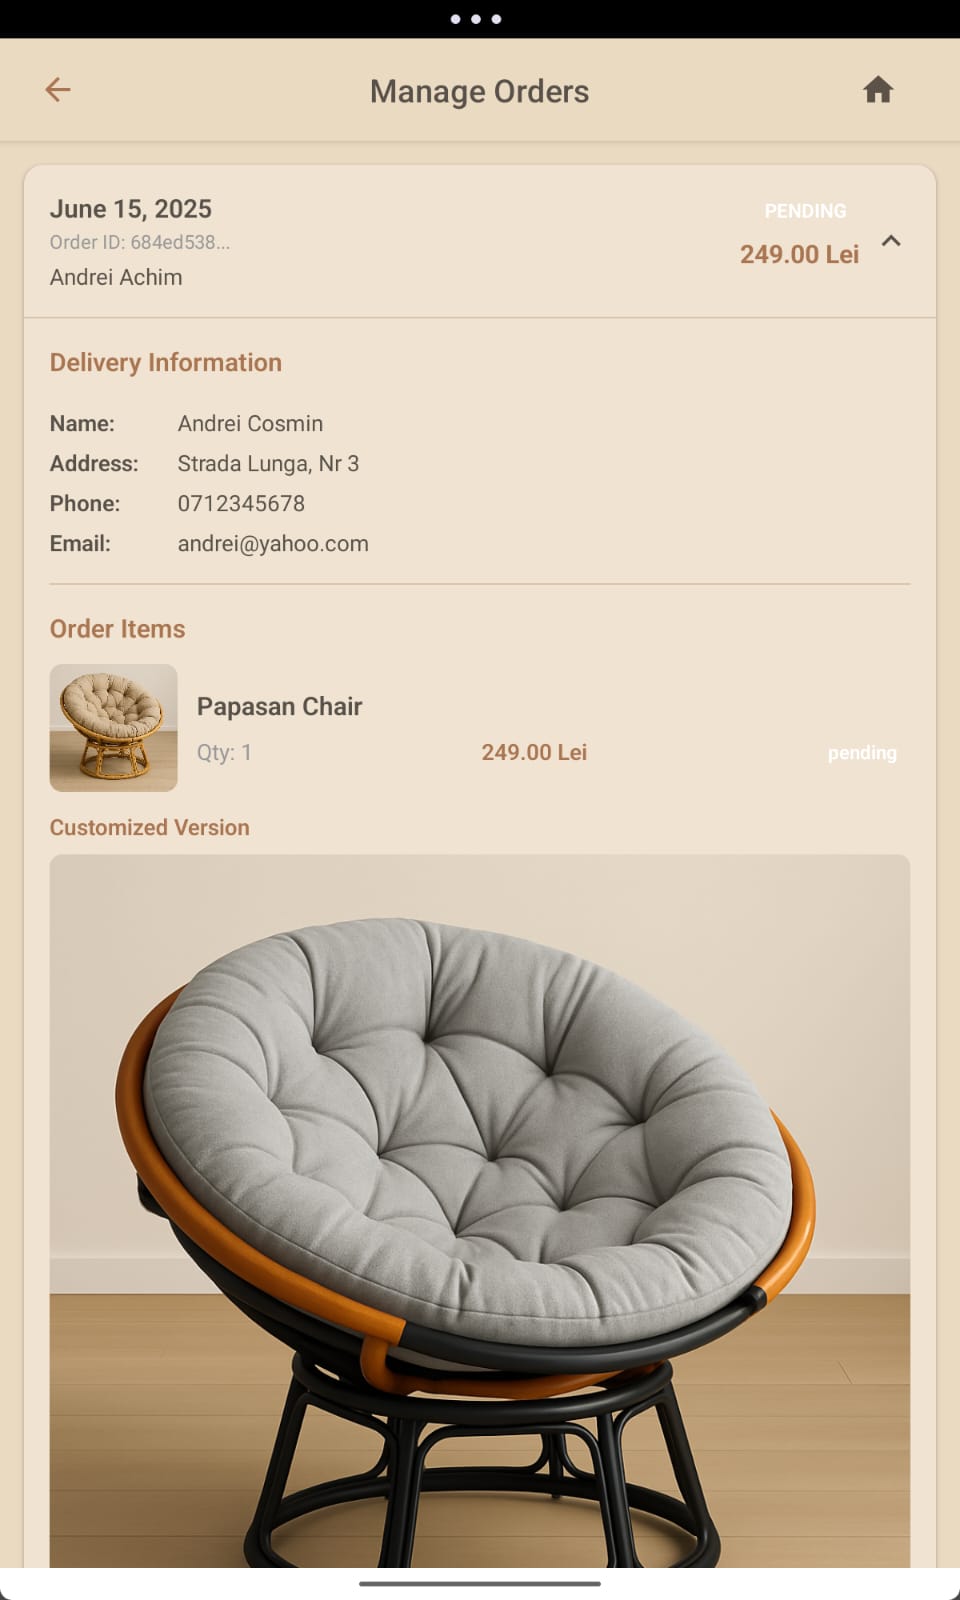 Manage Orders
June 15, 2025
PENDING
Order ID: 684ed538...
249.00 Lei
Andrei Achim
Delivery Information
Name: Andrei Cosmin
Address: Strada Lunga, Nr 3
Phone: 0712345678
Email: andrei@yahoo.com
Order Items
Papasan Chair
Qty: 1 249.00 Lei pending
Customized Version